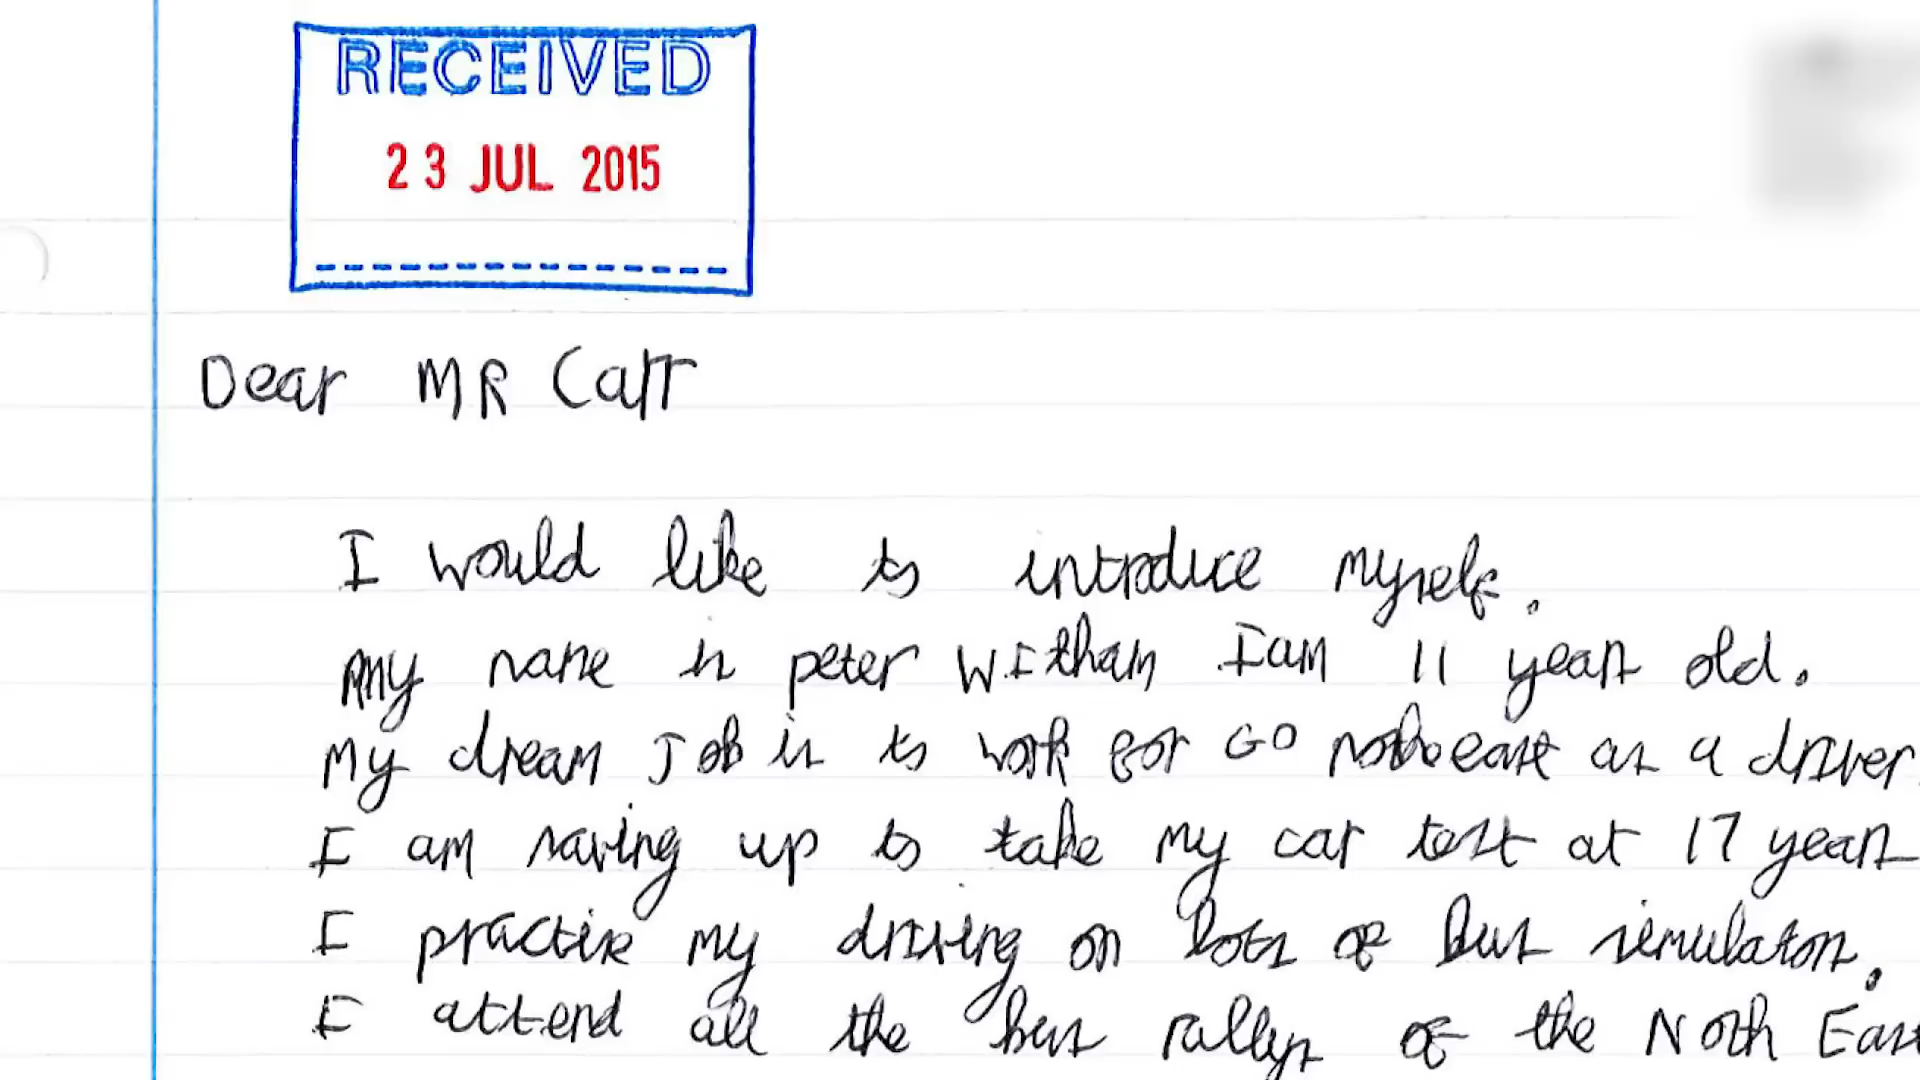 RECEIVED
23 JUL 2015
Dear MR Carr
I would like to introduce myself.
My name is peter WItham I am 11 years old.
My dream Job is to work for GO northeast as a driver.
I am saving up to take my car test at 17 years
I practise my driving on lots of bus simulators.
I attend all the bus rallys of the North East